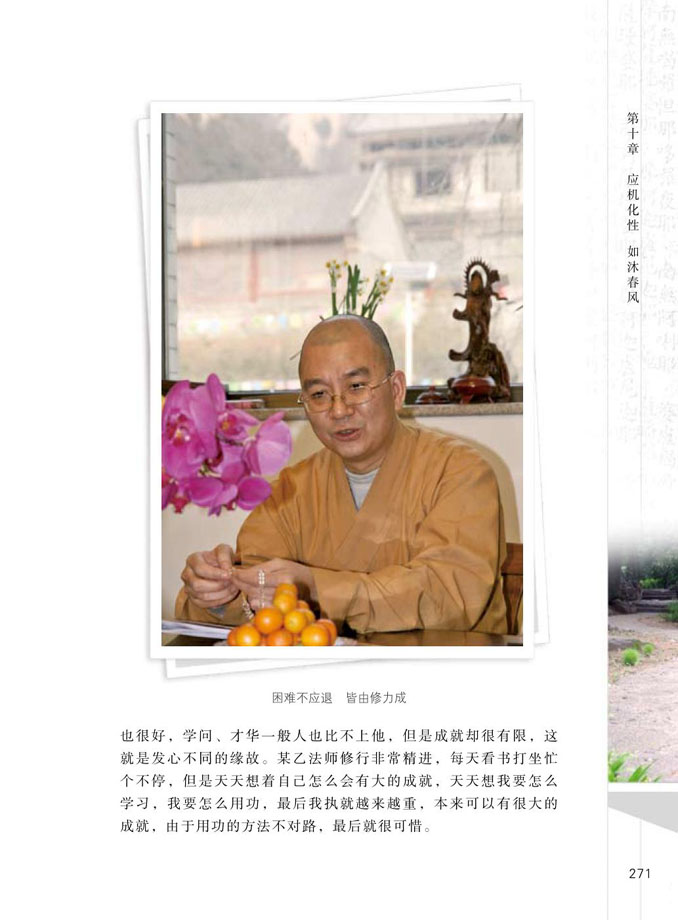 第十章 应机化性 如沐春风
困难不应退 皆由修力成
也很好，学问、才华一般人也比不上他，但是成就却很有限，这
就是发心不同的缘故。某乙法师修行非常精进，每天看书打坐忙
个不停，但是天天想着自己怎么会有大的成就，天天想我要怎么
学习，我要怎么用功，最后我执就越来越重，本来可以有很大的
成就，由于用功的方法不对路，最后就很可惜。
271